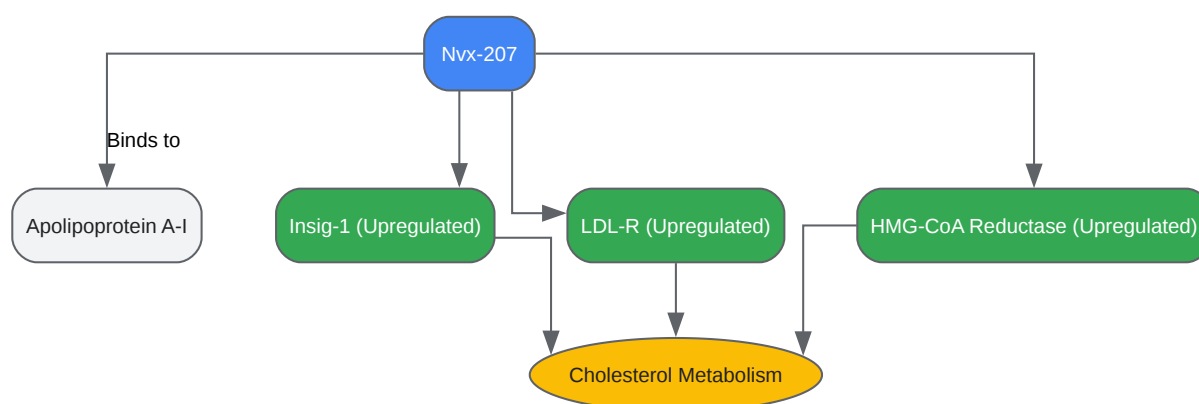 Nvx-207
Binds to
Apolipoprotein A-I
Insig-1 (Upregulated)
LDL-R (Upregulated)
HMG-CoA Reductase (Upregulated)
Cholesterol Metabolism